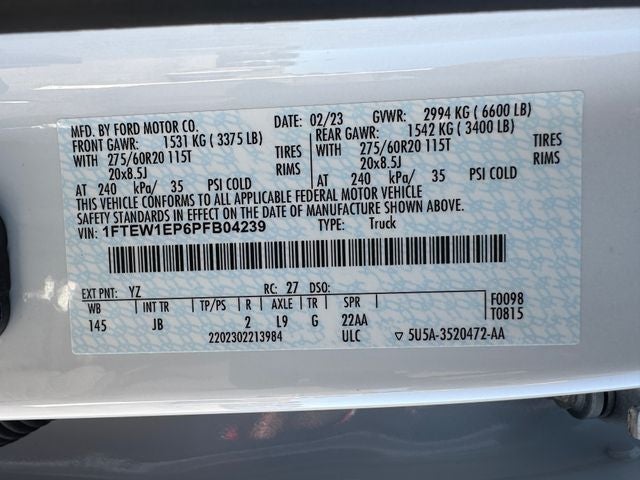 MFD. BY FORD MOTOR CO. DATE: 02/23 GVWR: 2994 KG ( 6600 LB)
FRONT GAWR: 1531 KG ( 3375 LB) REAR GAWR: 1542 KG ( 3400 LB)
WITH 275/60R20 115T TIRES WITH 275/60R20 115T TIRES
20x8.5J RIMS 20x8.5J RIMS
AT 240 kPa/ 35 PSI COLD AT 240 kPa/ 35 PSI COLD
THIS VEHICLE CONFORMS TO ALL APPLICABLE FEDERAL MOTOR VEHICLE
SAFETY STANDARDS IN EFFECT ON THE DATE OF MANUFACTURE SHOWN ABOVE.
VIN: 1FTEW1EP6PFB04239 TYPE: Truck
EXT PNT: YZ RC: 27 DSO:
WB INT TR TP/PS R AXLE TR SPR F0098
145 JB 2 L9 G 22AA T0815
2202302213984 ULC ▽ 5U5A-3520472-AA